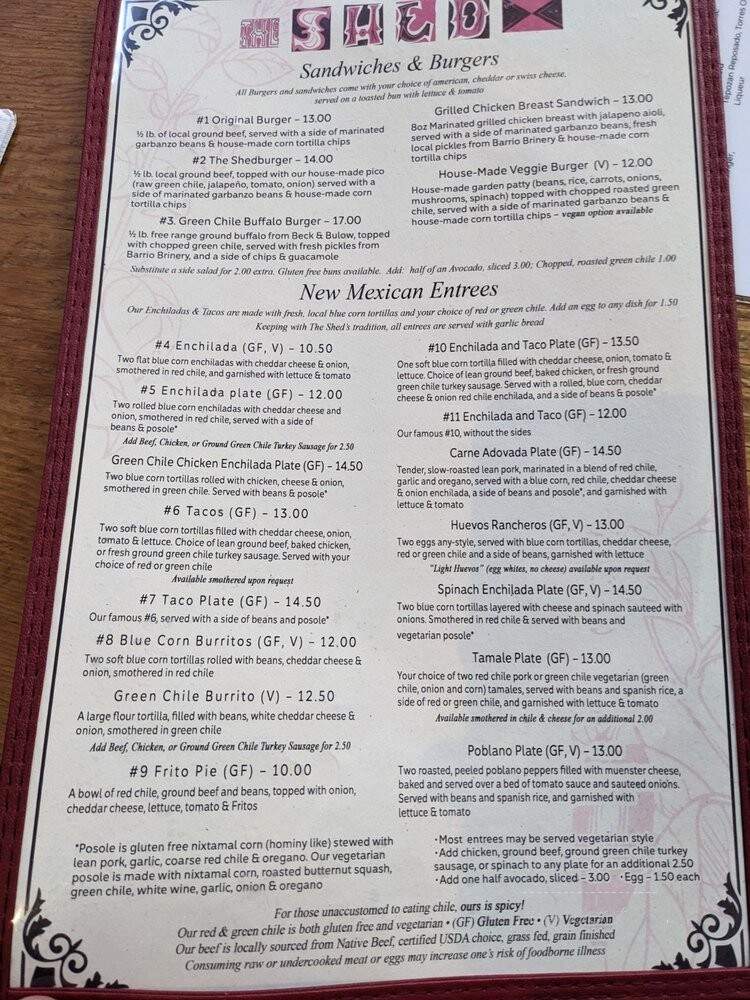 THE SHED
Sandwiches & Burgers
All Burgers and sandwiches come with your choice of american, cheddar or swiss cheese.
served on a toasted bun with lettuce & tomato
#1 Original Burger – 13.00
½ lb. of local ground beef, served with a side of marinated
garbanzo beans & house-made corn tortilla chips
#2 The Shedburger – 14.00
½ lb. local ground beef, topped with our house-made pico
(raw green chile, jalapeño, tomato, onion) served with a
side of marinated garbanzo beans & house-made corn
tortilla chips
#3. Green Chile Buffalo Burger – 17.00
½ lb. free range ground buffalo from Beck & Bulow, topped
with chopped green chile, served with fresh pickles from
Barrio Brinery, and a side of chips & guacamole
Grilled Chicken Breast Sandwich – 13.00
8oz Marinated grilled chicken breast with jalapeno aioli,
served with a side of marinated garbanzo beans, fresh
local pickles from Barrio Brinery & house-made corn
tortilla chips
House-Made Veggie Burger (V) – 12.00
House-made garden patty (beans, rice, carrots, onions,
mushrooms, spinach) topped with chopped roasted green
chile, served with a side of marinated garbanzo beans &
house-made corn tortilla chips – vegan option available
Substitute a side salad for 2.00 extra. Gluten free buns available. Add: half of an Avocado, sliced 3.00; Chopped, roasted green chile 1.00
New Mexican Entrees
Our Enchiladas & Tacos are made with fresh, local blue corn tortillas and your choice of red or green chile. Add an egg to any dish for 1.50
Keeping with The Shed's tradition, all entrees are served with garlic bread
#4 Enchilada (GF, V) – 10.50
Two flat blue corn enchiladas with cheddar cheese & onion,
smothered in red chile, and garnished with lettuce & tomato
#5 Enchilada plate (GF) – 12.00
Two rolled blue corn enchiladas with cheddar cheese and
onion, smothered in red chile, served with a side of
beans & posole*
Add Beef, Chicken, or Ground Green Chile Turkey Sausage for 2.50
Green Chile Chicken Enchilada Plate (GF) – 14.50
Two blue corn tortillas rolled with chicken, cheese & onion,
smothered in green chile. Served with beans & posole*
#6 Tacos (GF) – 13.00
Two soft blue corn tortillas filled with cheddar cheese, onion,
tomato & lettuce. Choice of lean ground beef, baked chicken,
or fresh ground green chile turkey sausage. Served with your
choice of red or green chile
Available smothered upon request
#7 Taco Plate (GF) – 14.50
Our famous #6, served with a side of beans and posole*
#8 Blue Corn Burritos (GF, V) – 12.00
Two soft blue corn tortillas rolled with beans, cheddar cheese &
onion, smothered in red chile
Green Chile Burrito (V) – 12.50
A large flour tortilla, filled with beans, white cheddar cheese &
onion, smothered in green chile
Add Beef, Chicken, or Ground Green Chile Turkey Sausage for 2.50
#9 Frito Pie (GF) – 10.00
A bowl of red chile, ground beef and beans, topped with onion,
cheddar cheese, lettuce, tomato & Fritos
#10 Enchilada and Taco Plate (GF) – 13.50
One soft blue corn tortilla filled with cheddar cheese, onion, tomato &
lettuce. Choice of lean ground beef, baked chicken, or fresh ground
green chile turkey sausage. Served with a rolled, blue corn, cheddar
cheese & onion red chile enchilada, and a side of beans & posole*
#11 Enchilada and Taco (GF) – 12.00
Our famous #10, without the sides
Carne Adovada Plate (GF) – 14.50
Tender, slow-roasted lean pork, marinated in a blend of red chile,
garlic and oregano, served with a blue corn, red chile, cheddar cheese
& onion enchilada, a side of beans and posole*, and garnished with
lettuce & tomato
Huevos Rancheros (GF, V) – 13.00
Two eggs any-style, served with blue corn tortillas, cheddar cheese,
red or green chile and a side of beans, garnished with lettuce
"Light Huevos" (egg whites, no cheese) available upon request
Spinach Enchilada Plate (GF, V) – 14.50
Two blue corn tortillas layered with cheese and spinach sauteed with
onions. Smothered in red chile & served with beans and
vegetarian posole*
Tamale Plate (GF) – 13.00
Your choice of two red chile pork or green chile vegetarian (green
chile, onion and corn) tamales, served with beans and spanish rice, a
side of red or green chile, and garnished with lettuce & tomato
Available smothered in chile & cheese for an additional 2.00
Poblano Plate (GF, V) – 13.00
Two roasted, peeled poblano peppers filled with muenster cheese,
baked and served over a bed of tomato sauce and sauteed onions.
Served with beans and spanish rice, and garnished with
lettuce & tomato
*Posole is gluten free nixtamal corn (hominy like) stewed with
lean pork, garlic, coarse red chile & oregano. Our vegetarian
posole is made with nixtamal corn, roasted butternut squash,
green chile, white wine, garlic, onion & oregano
·Most entrees may be served vegetarian style
·Add chicken, ground beef, ground green chile turkey
sausage, or spinach to any plate for an additional 2.50
·Add one half avocado, sliced – 3.00 ·Egg – 1.50 each
For those unaccustomed to eating chile, ours is spicy!
Our red & green chile is both gluten free and vegetarian • (GF) Gluten Free • (V) Vegetarian
Our beef is locally sourced from Native Beef, certified USDA choice, grass fed, grain finished
Consuming raw or undercooked meat or eggs may increase one's risk of foodborne illness
Reposado, Torres
Liqueur